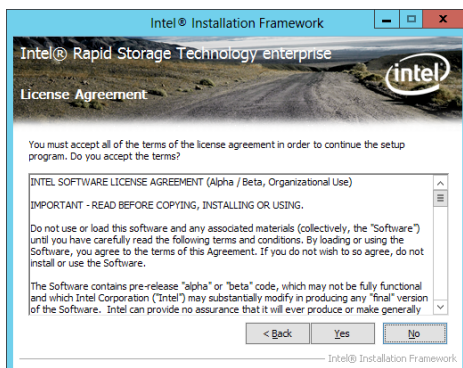 Intel® Installation Framework
Intel® Rapid Storage Technology enterprise
(intel)
License Agreement
You must accept all of the terms of the license agreement in order to continue the setup
program. Do you accept the terms?
INTEL SOFTWARE LICENSE AGREEMENT (Alpha / Beta, Organizational Use)
IMPORTANT - READ BEFORE COPYING, INSTALLING OR USING.
Do not use or load this software and any associated materials (collectively, the "Software")
until you have carefully read the following terms and conditions. By loading or using the
Software, you agree to the terms of this Agreement. If you do not wish to so agree, do not
install or use the Software.
The Software contains pre-release "alpha" or "beta" code, which may not be fully functional
and which Intel Corporation ("Intel") may substantially modify in producing any "final" version
of the Software.  Intel can provide no assurance that it will ever produce or make generally
< Back Yes No
Intel® Installation Framework